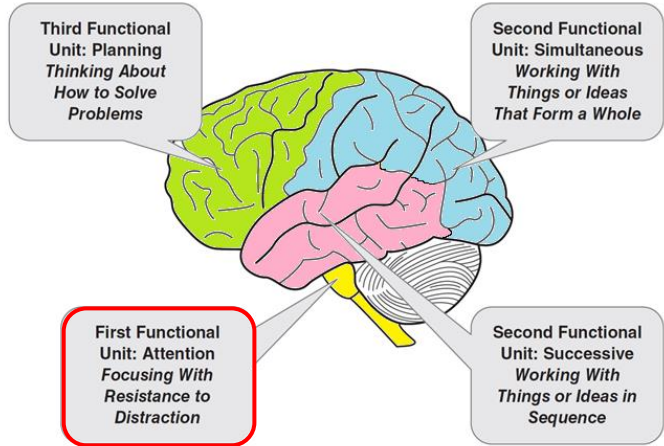 Third Functional
Unit: Planning
Thinking About
How to Solve
Problems
Second Functional
Unit: Simultaneous
Working With
Things or Ideas
That Form a Whole
First Functional
Unit: Attention
Focusing With
Resistance to
Distraction
Second Functional
Unit: Successive
Working With
Things or Ideas in
Sequence